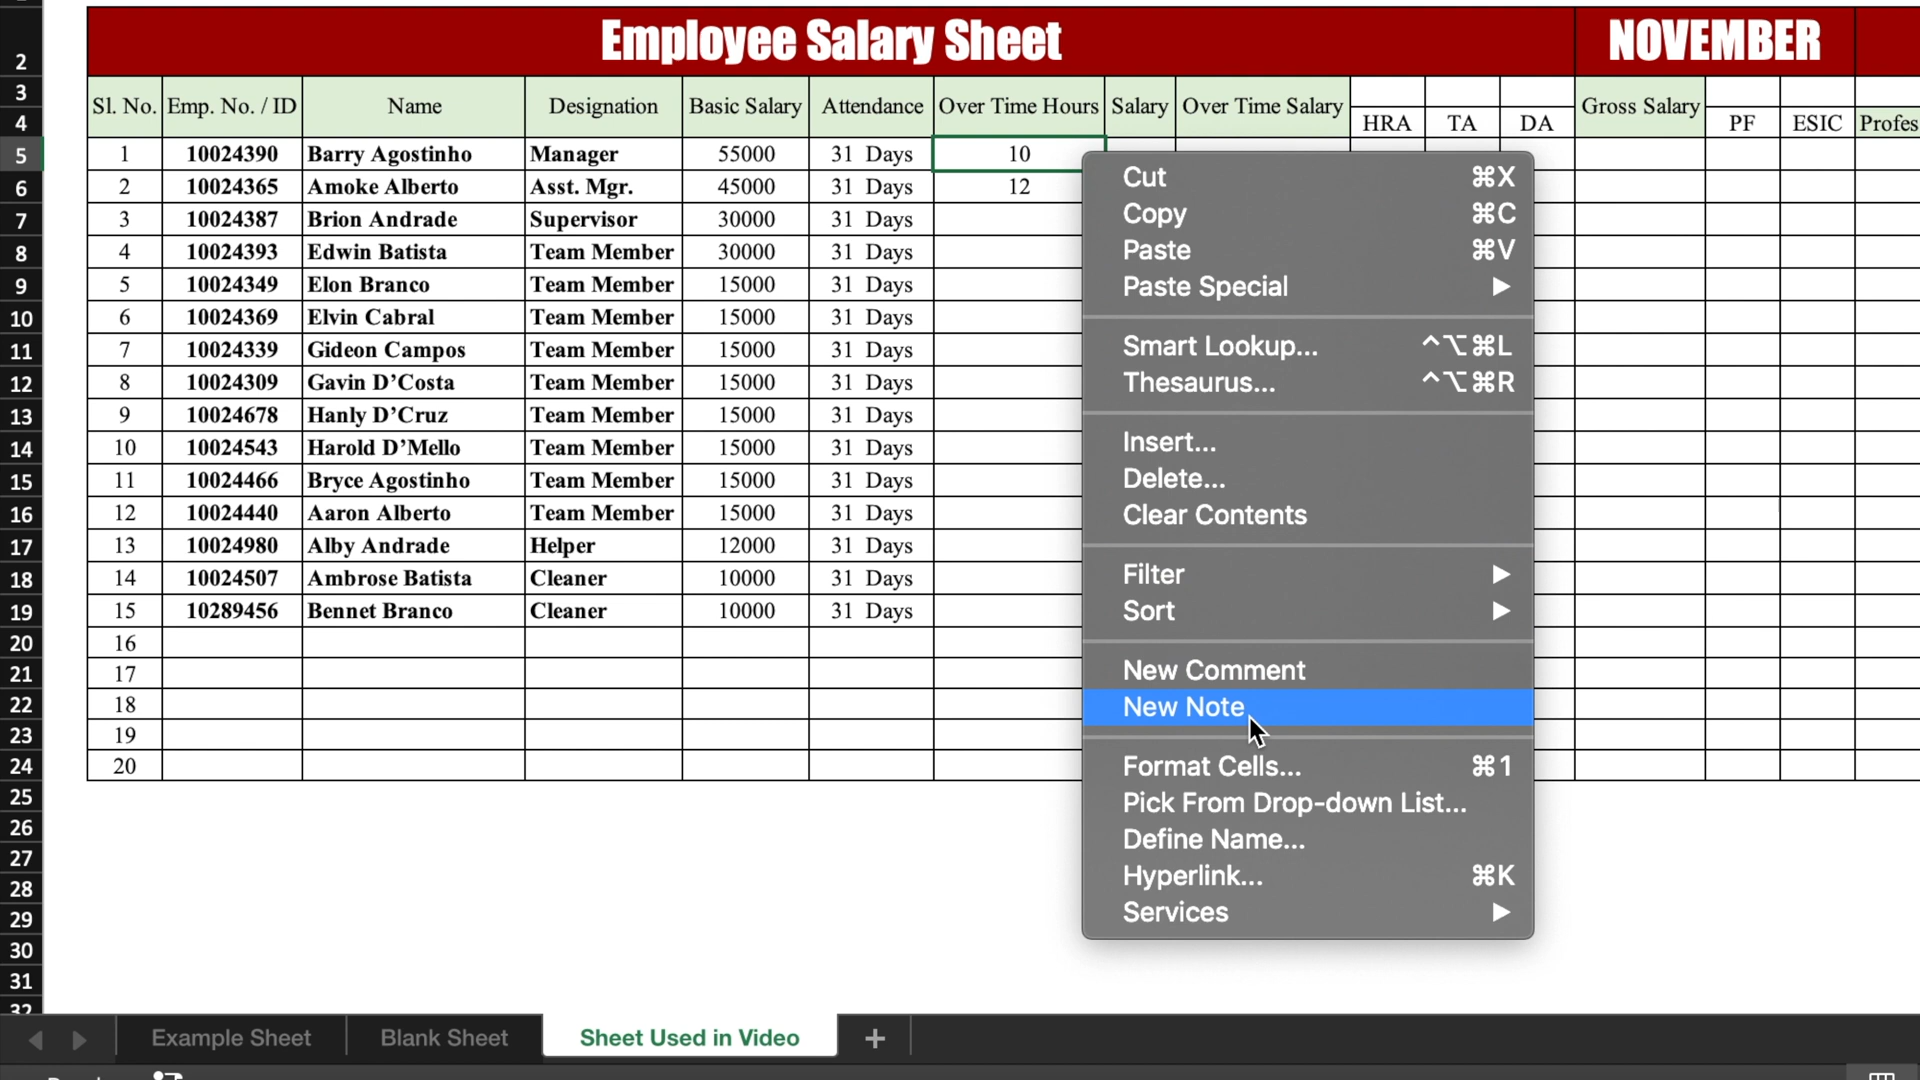 Employee Salary Sheet NOVEMBER
2
3 Sl. No. Emp. No. / ID Name Designation Basic Salary Attendance Over Time Hours Salary Over Time Salary Gross Salary
4 HRA TA DA PF ESIC Profes
5 1 10024390 Barry Agostinho Manager 55000 31 Days 10
6 2 10024365 Amoke Alberto Asst. Mgr. 45000 31 Days 12
7 3 10024387 Brion Andrade Supervisor 30000 31 Days
8 4 10024393 Edwin Batista Team Member 30000 31 Days
9 5 10024349 Elon Branco Team Member 15000 31 Days
10 6 10024369 Elvin Cabral Team Member 15000 31 Days
11 7 10024339 Gideon Campos Team Member 15000 31 Days
12 8 10024309 Gavin D’Costa Team Member 15000 31 Days
13 9 10024678 Hanly D’Cruz Team Member 15000 31 Days
14 10 10024543 Harold D’Mello Team Member 15000 31 Days
15 11 10024466 Bryce Agostinho Team Member 15000 31 Days
16 12 10024440 Aaron Alberto Team Member 15000 31 Days
17 13 10024980 Alby Andrade Helper 12000 31 Days
18 14 10024507 Ambrose Batista Cleaner 10000 31 Days
19 15 10289456 Bennet Branco Cleaner 10000 31 Days
20 16
21 17
22 18
23 19
24 20
25
26
27
28
29
30
31
32
Cut ⌘X
Copy ⌘C
Paste ⌘V
Paste Special ▶
Smart Lookup... ^⌥⌘L
Thesaurus... ^⌥⌘R
Insert...
Delete...
Clear Contents
Filter ▶
Sort ▶
New Comment
New Note
Format Cells... ⌘1
Pick From Drop-down List...
Define Name...
Hyperlink... ⌘K
Services ▶
Example Sheet Blank Sheet Sheet Used in Video +